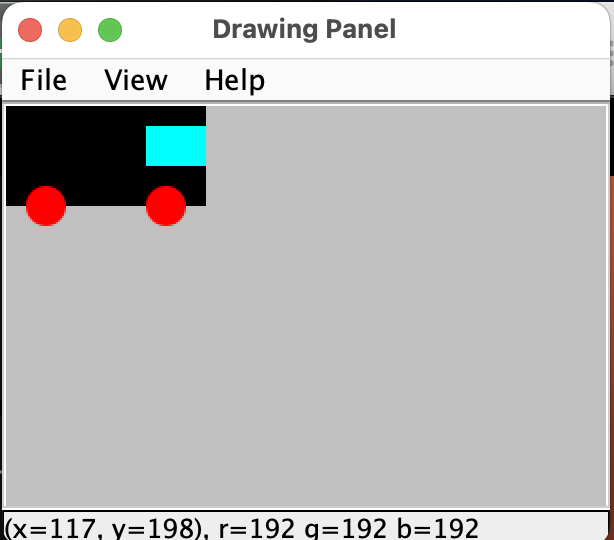 Drawing Panel
File View Help
(x=117, y=198), r=192 g=192 b=192